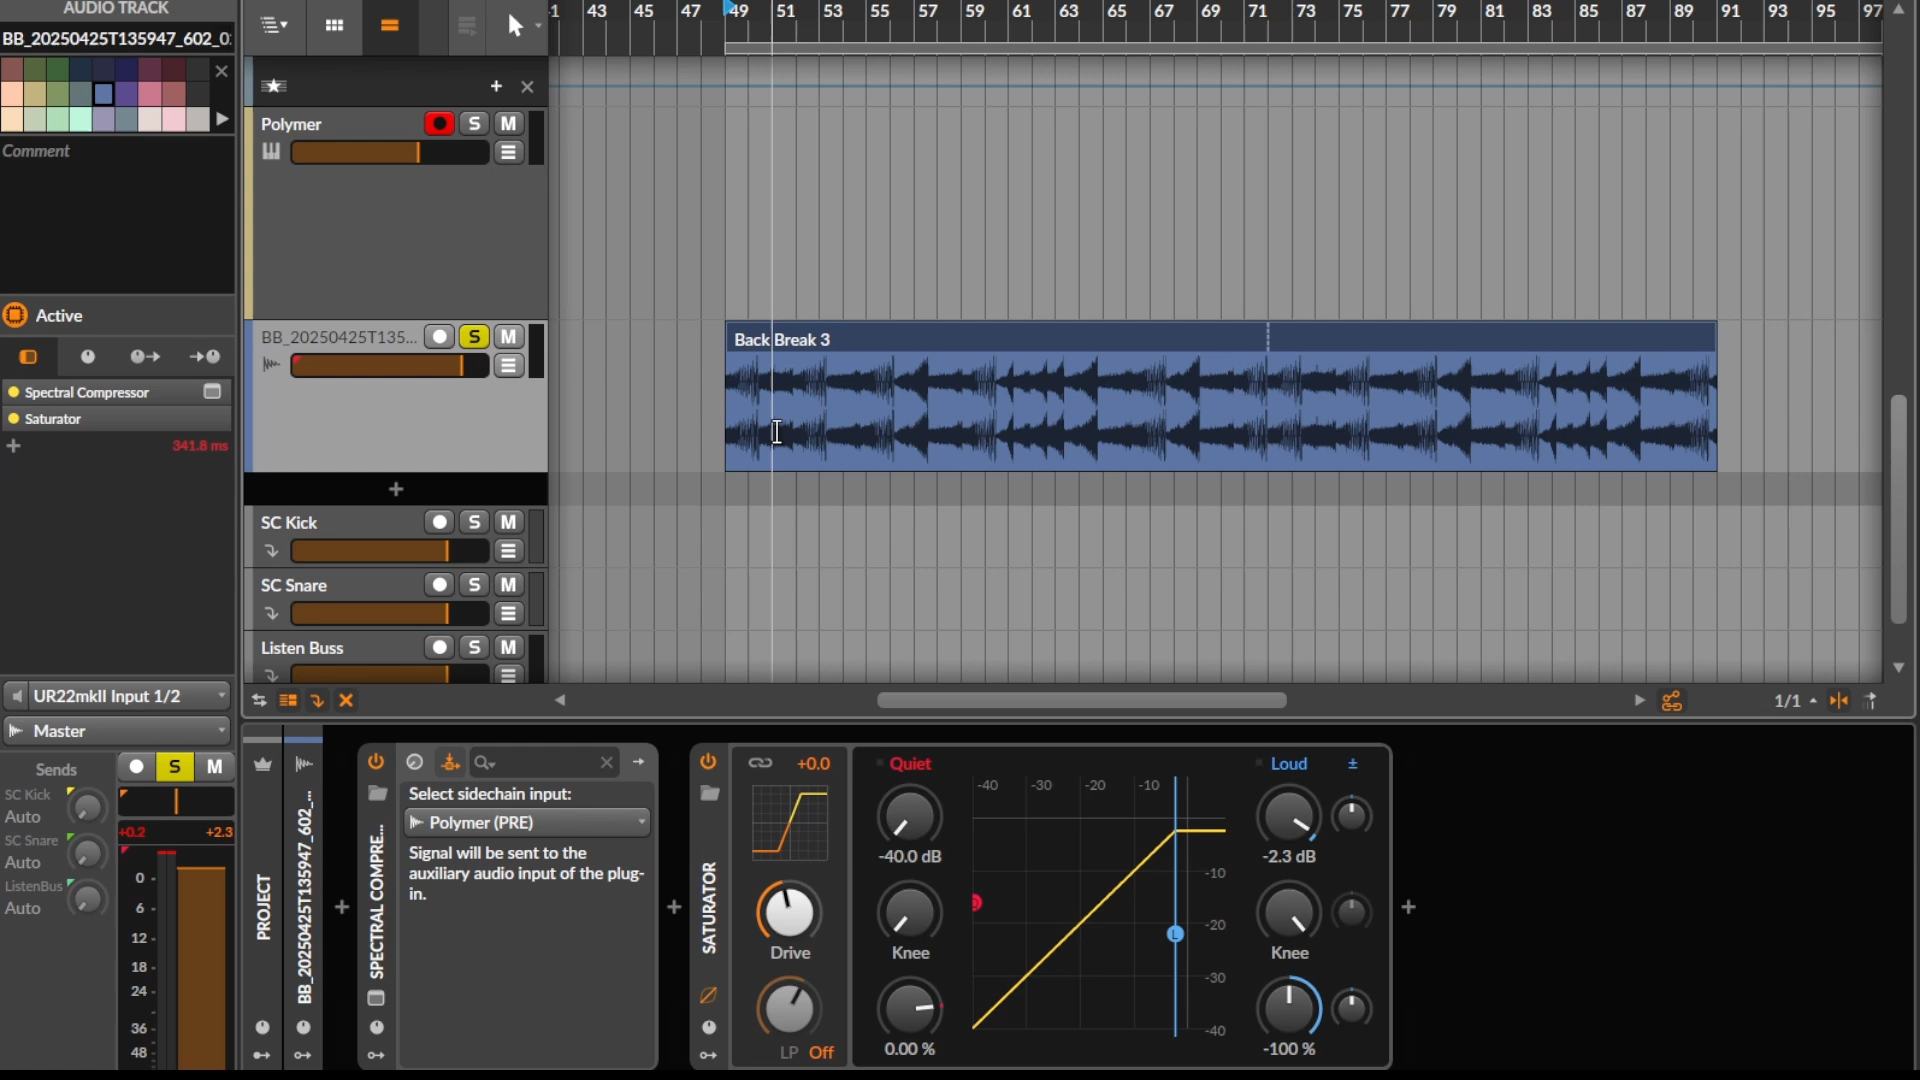 AUDIO TRACK
BB_20250425T135947_602_0
Comment
Active
Spectral Compressor
Saturator
341.8 ms
UR22mkII Input 1/2
Master
Sends
S M
SC Kick
Auto
SC Snare
Auto
ListenBus
Auto
+0.2 +2.3
0
6
12
18
24
36
48
43 45 47 49 51 53 55 57 59 61 63 65 67 69 71 73 75 77 79 81 83 85 87 89 91 93 95 97
Polymer S M
BB_20250425T135... S M
Back Break 3
SC Kick S M
SC Snare S M
Listen Buss S M
1/1
PROJECT
BB_20250425T135947_602_...
SPECTRAL COMPRE...
Select sidechain input:
Polymer (PRE)
Signal will be sent to the
auxiliary audio input of the plug-
in.
SATURATOR
+0.0
Drive
LP Off
Quiet
-40.0 dB
Knee
0.00 %
-40 -30 -20 -10
-10
-20
-30
-40
L
Loud ±
-2.3 dB
Knee
-100 %